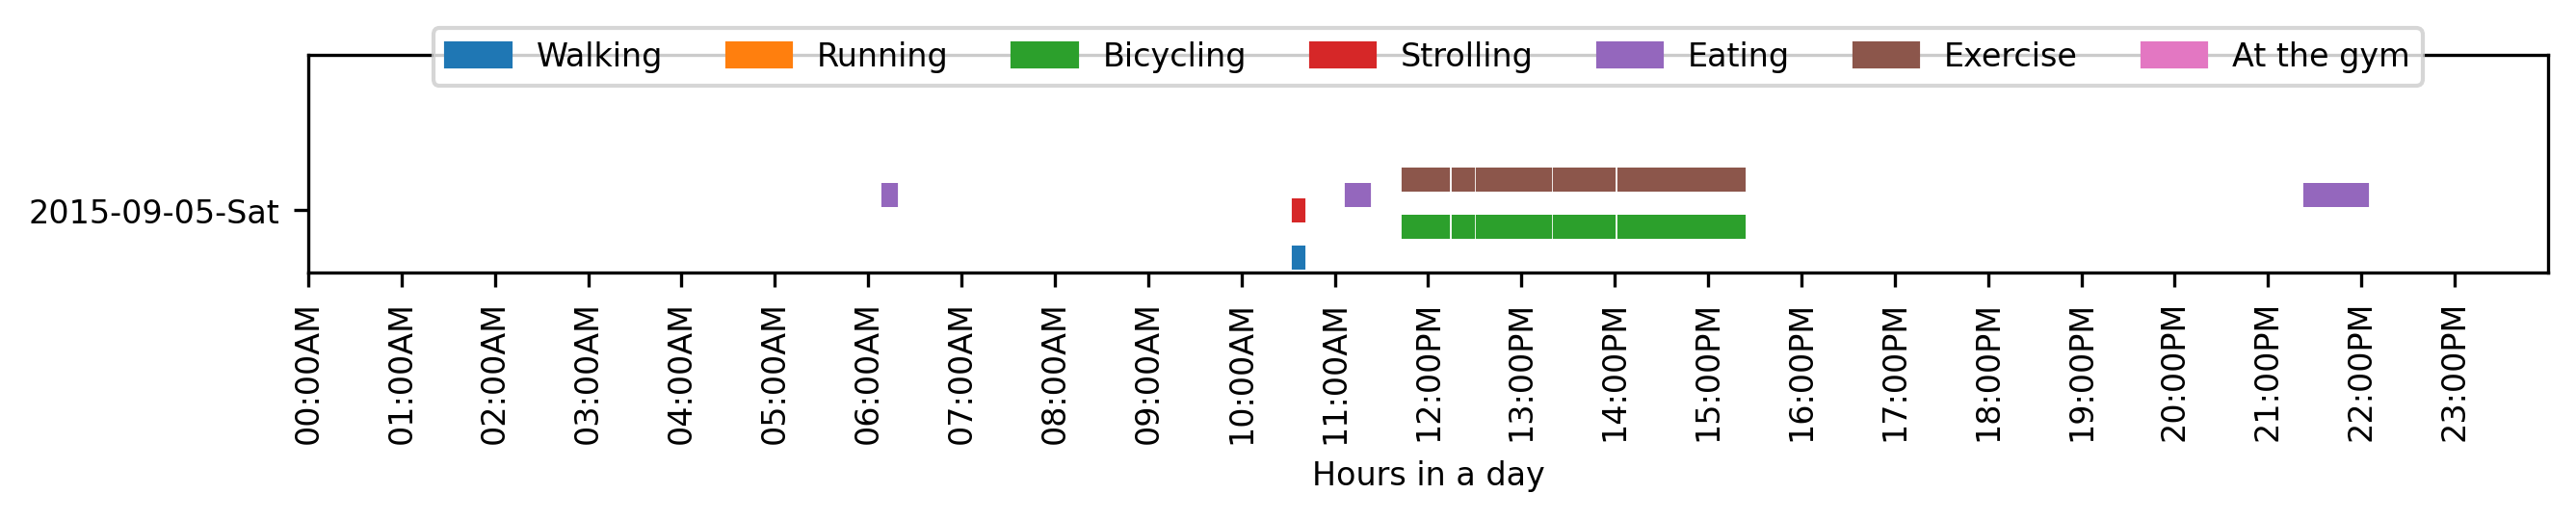 Walking Running Bicycling Strolling Eating Exercise At the gym
2015-09-05-Sat
00:00AM 01:00AM 02:00AM 03:00AM 04:00AM 05:00AM 06:00AM 07:00AM 08:00AM 09:00AM 10:00AM 11:00AM 12:00PM 13:00PM 14:00PM 15:00PM 16:00PM 17:00PM 18:00PM 19:00PM 20:00PM 21:00PM 22:00PM 23:00PM
Hours in a day